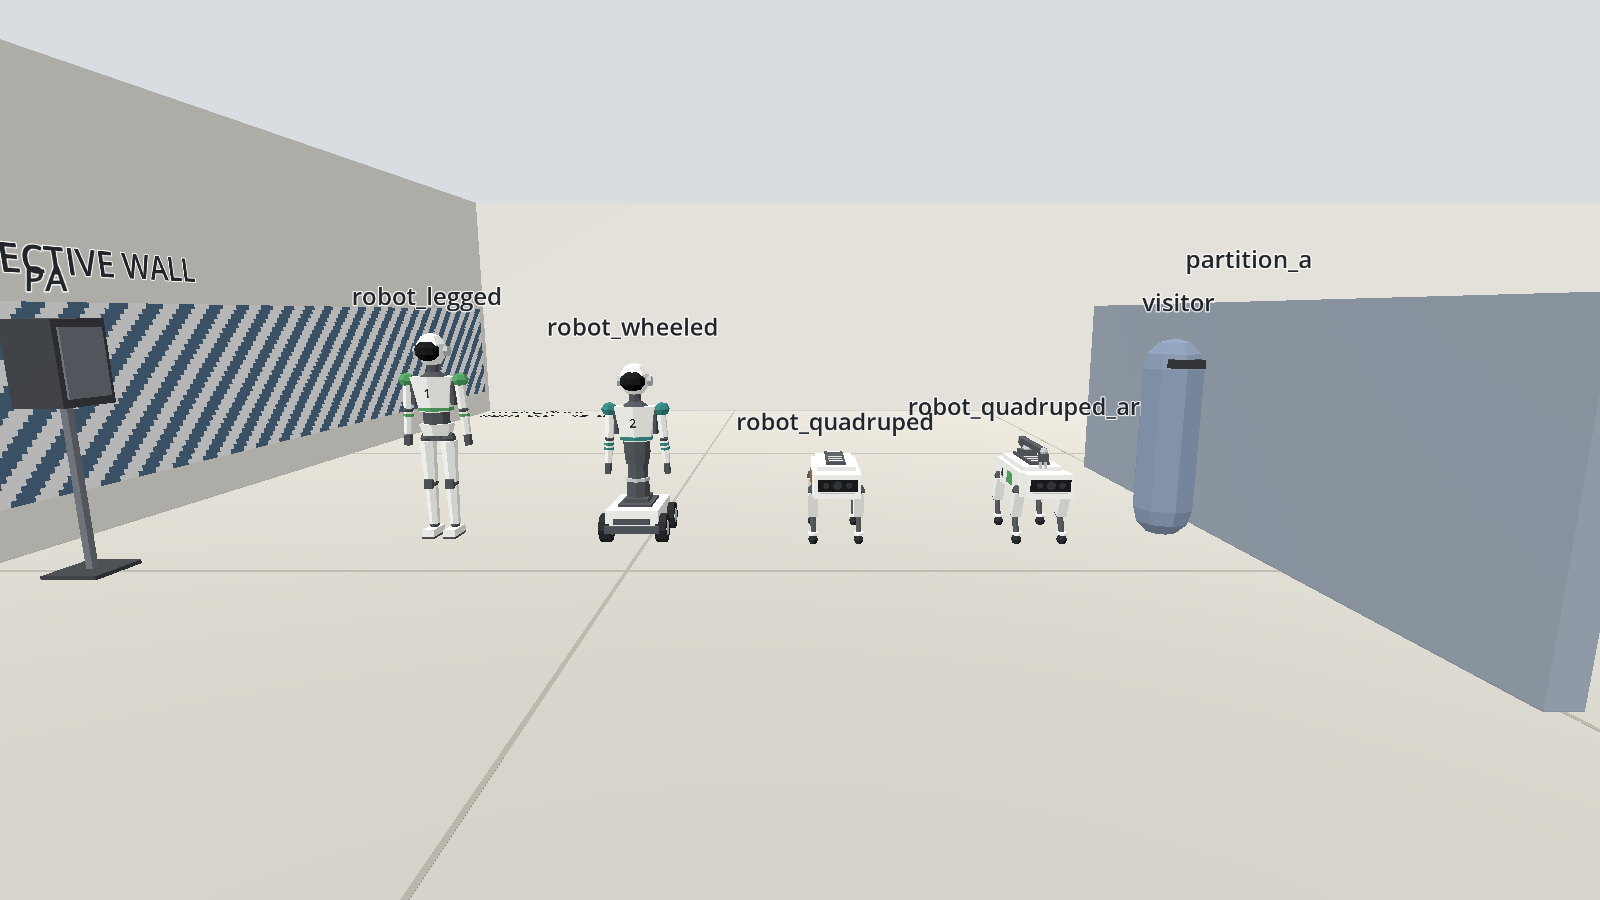 ECTIVE WALL
PA
robot_legged
robot_wheeled
robot_quadruped
robot_quadruped_ar
visitor
partition_a
1
2